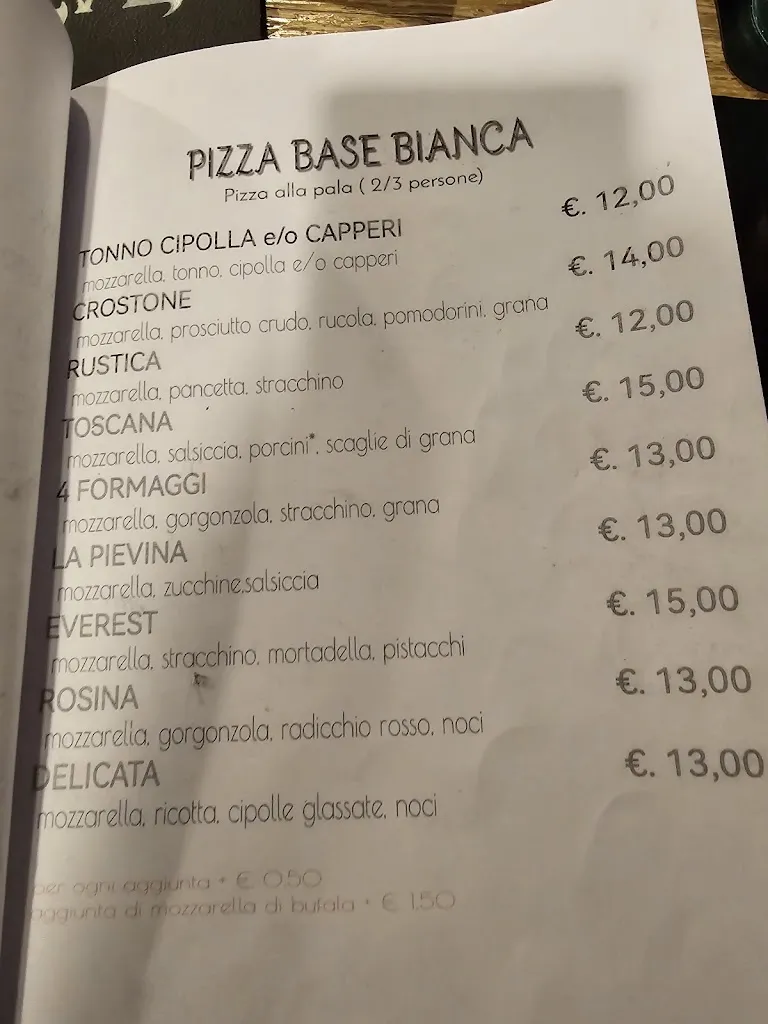 PIZZA BASE BIANCA
Pizza alla pala ( 2/3 persone)
TONNO CIPOLLA e/o CAPPERI €. 12,00
mozzarella, tonno, cipolla e/o capperi
CROSTONE €. 14,00
mozzarella, prosciutto crudo, rucola, pomodorini, grana
RUSTICA €. 12,00
mozzarella, pancetta, stracchino
TOSCANA €. 15,00
mozzarella, salsiccia, porcini*, scaglie di grana
4 FORMAGGI €. 13,00
mozzarella, gorgonzola, stracchino, grana
LA PIEVINA €. 13,00
mozzarella, zucchine,salsiccia
EVEREST €. 15,00
mozzarella, stracchino, mortadella, pistacchi
ROSINA €. 13,00
mozzarella, gorgonzola, radicchio rosso, noci
DELICATA €. 13,00
mozzarella, ricotta, cipolle glassate, noci
per ogni aggiunta + € 0.50
aggiunta di mozzarella di bufala + € 1.50